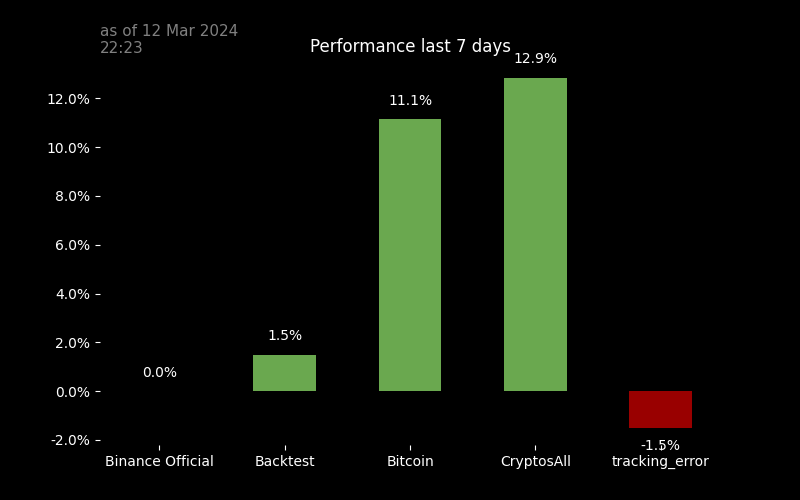 as of 12 Mar 2024
22:23
Performance last 7 days
12.9%
12.0%
11.1%
10.0%
8.0%
6.0%
4.0%
2.0%
1.5%
0.0%
0.0%
-2.0%
-1.5%
Binance Official
Backtest
Bitcoin
CryptosAll
tracking_error